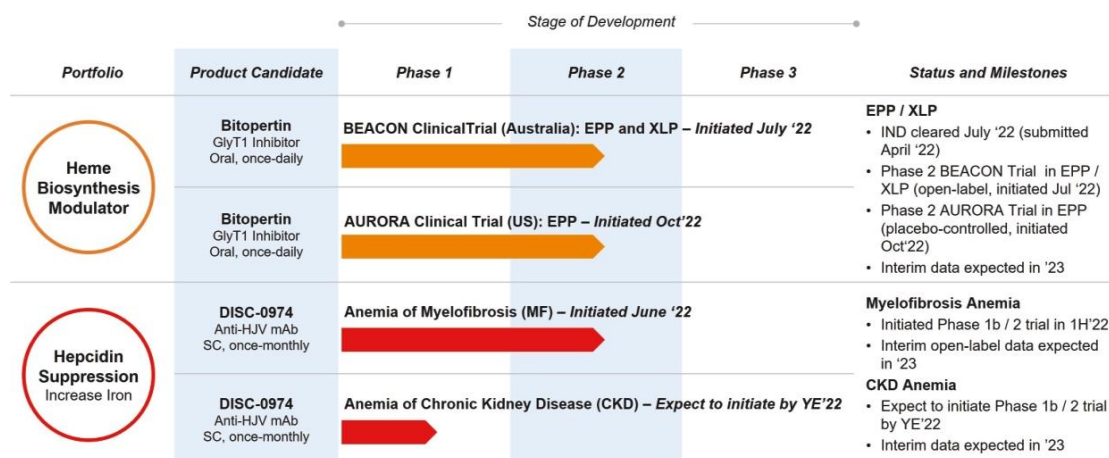 Stage of Development
Portfolio
Product Candidate
Phase 1
Phase 2
Phase 3
Status and Milestones
Heme
Biosynthesis
Modulator
Bitopertin
GlyT1 Inhibitor
Oral, once-daily
BEACON ClinicalTrial (Australia): EPP and XLP – Initiated July ‘22
Bitopertin
GlyT1 Inhibitor
Oral, once-daily
AURORA Clinical Trial (US): EPP – Initiated Oct’22
EPP / XLP
• IND cleared July ‘22 (submitted
April ‘22)
• Phase 2 BEACON Trial in EPP /
XLP (open-label, initiated Jul ‘22)
• Phase 2 AURORA Trial in EPP
(placebo-controlled, initiated
Oct‘22)
• Interim data expected in ’23
Hepcidin
Suppression
Increase Iron
DISC-0974
Anti-HJV mAb
SC, once-monthly
Anemia of Myelofibrosis (MF) – Initiated June ‘22
Myelofibrosis Anemia
• Initiated Phase 1b / 2 trial in 1H’22
• Interim open-label data expected
in ’23
DISC-0974
Anti-HJV mAb
SC, once-monthly
Anemia of Chronic Kidney Disease (CKD) – Expect to initiate by YE’22
CKD Anemia
• Expect to initiate Phase 1b / 2 trial
by YE’22
• Interim data expected in ’23